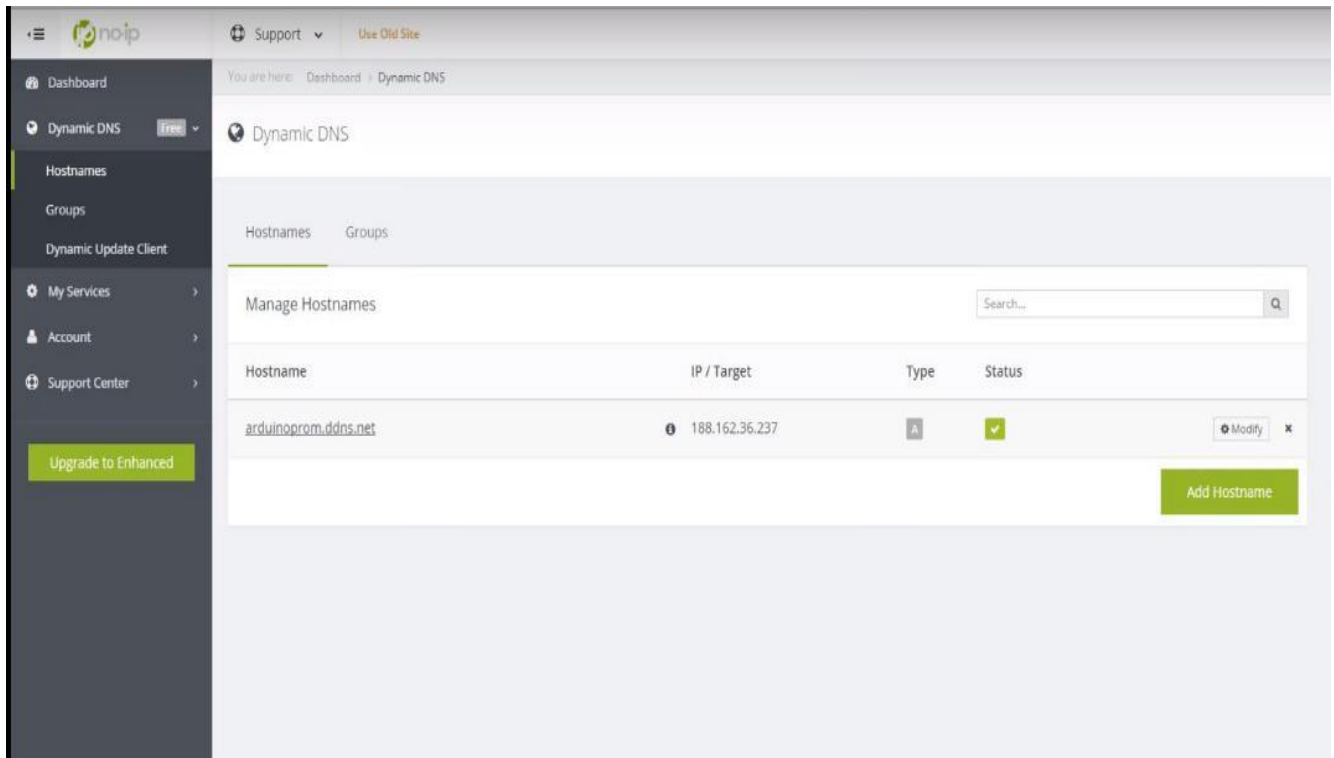 no-ip
Support
Use Old Site
Dashboard
You are here: Dashboard Dynamic DNS
Dynamic DNS Free
Dynamic DNS
Hostnames
Groups
Dynamic Update Client
Hostnames Groups
My Services
Manage Hostnames
Search...
Account
Support Center
Hostname IP / Target Type Status
arduinoprom.ddns.net 188.162.36.237 A Modify
Upgrade to Enhanced
Add Hostname